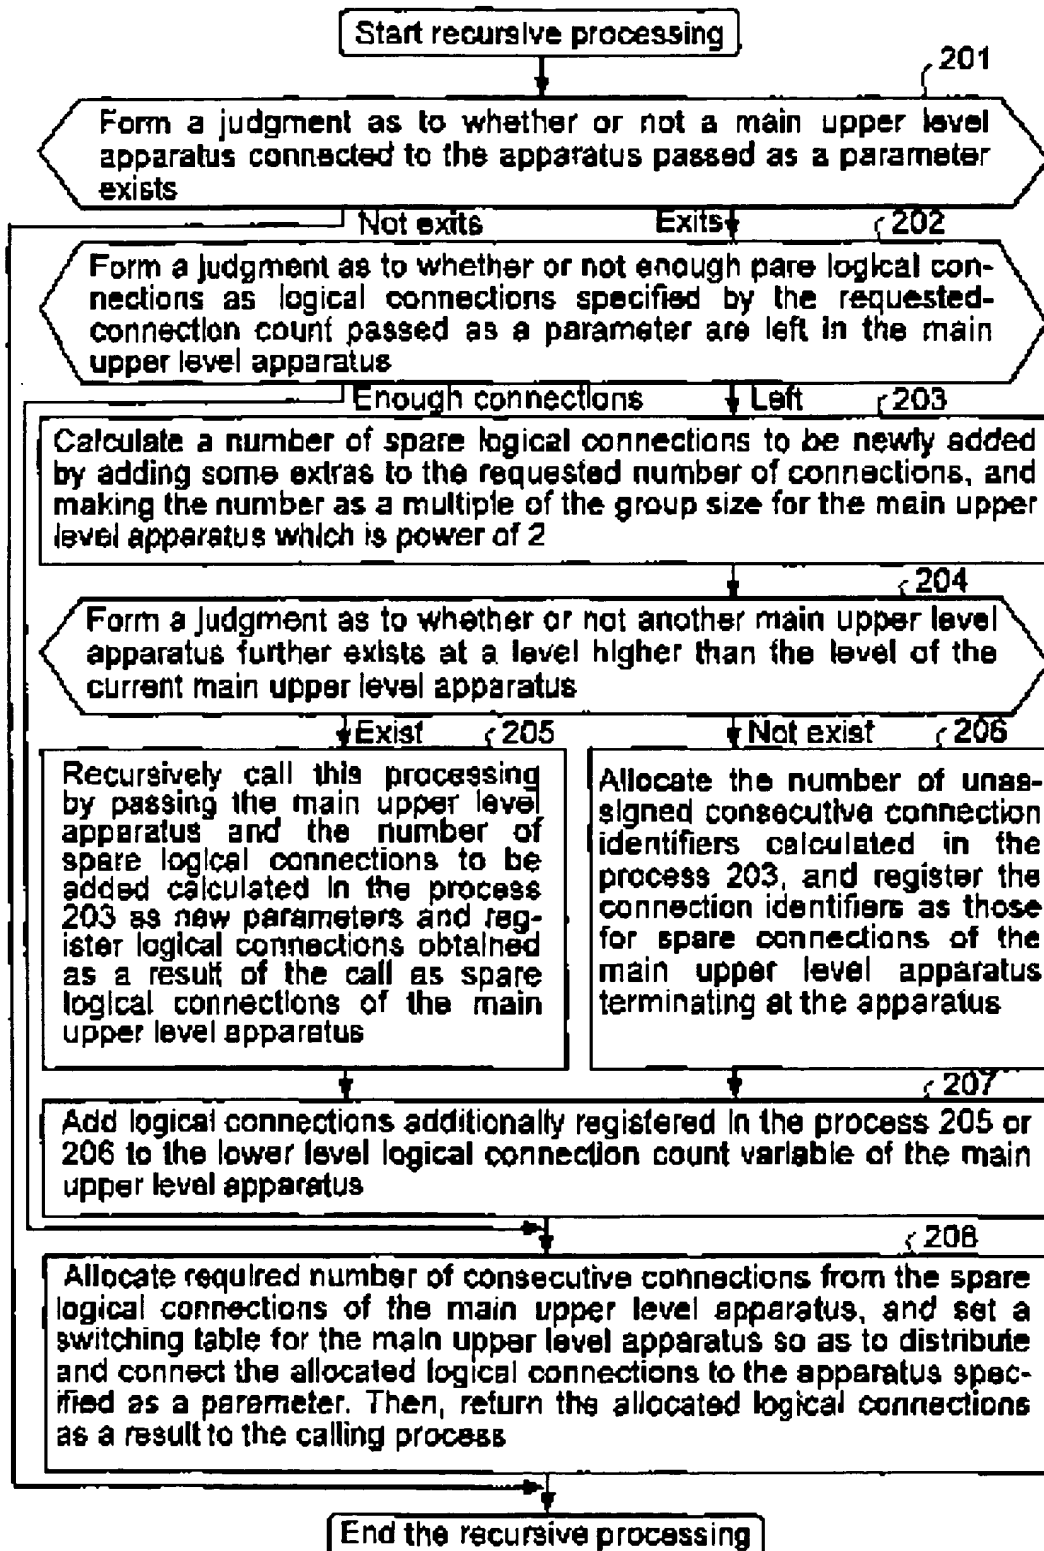 Start recursive processing
201
Form a judgment as to whether or not a main upper level
apparatus connected to the apparatus passed as a parameter
exists
Not exits
Exits
202
Form a judgment as to whether or not enough pare logical con-
nections as logical connections specified by the requested-
connection count passed as a parameter are left in the main
upper level apparatus
Enough connections
Left
203
Calculate a number of spare logical connections to be newly added
by adding some extras to the requested number of connections, and
making the number as a multiple of the group size for the main upper
level apparatus which is power of 2
204
Form a judgment as to whether or not another main upper level
apparatus further exists at a level higher than the level of the
current main upper level apparatus
Exist
205
Not exist
206
Recursively call this processing
by passing the main upper level
apparatus and the number of
spare logical connections to be
added calculated in the process
203 as new parameters and reg-
ister logical connections obtained
as a result of the call as spare
logical connections of the main
upper level apparatus
Allocate the number of unas-
signed consecutive connection
identifiers calculated in the
process 203, and register the
connection identifiers as those
for spare connections of the
main upper level apparatus
terminating at the apparatus
207
Add logical connections additionally registered in the process 205 or
206 to the lower level logical connection count variable of the main
upper level apparatus
208
Allocate required number of consecutive connections from the spare
logical connections of the main upper level apparatus, and set a
switching table for the main upper level apparatus so as to distribute
and connect the allocated logical connections to the apparatus spec-
ified as a parameter. Then, return the allocated logical connections
as a result to the calling process
End the recursive processing